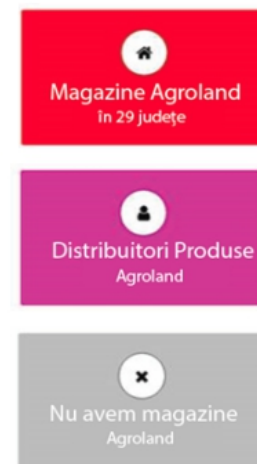 Magazine Agroland
în 29 județe
Distribuitori Produse
Agroland
Nu avem magazine
Agroland